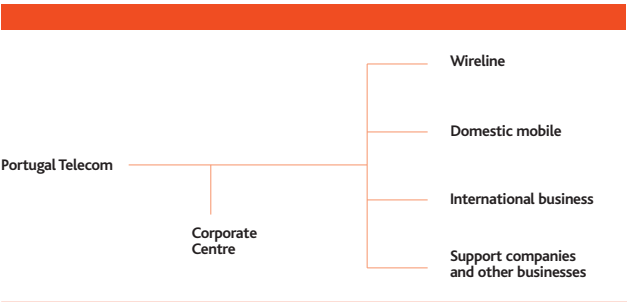 Wireline
Domestic mobile
Portugal Telecom
International business
Corporate
Centre
Support companies
and other businesses